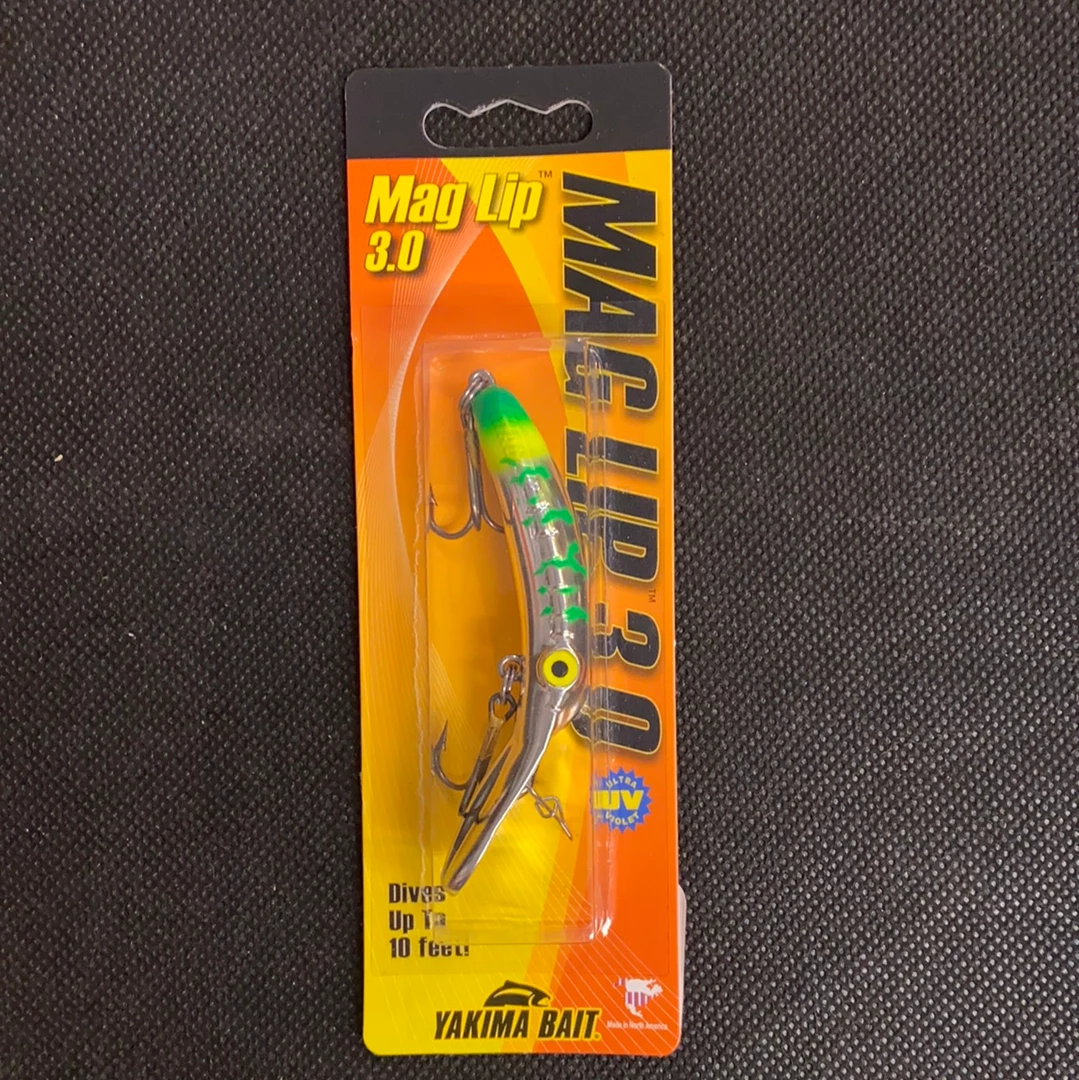 Mag Lip™
3.0
MAG LIP™ 3.0
ULTRA
UV
VIOLET
Dives
Up To
10 feet!
YAKIMA BAIT
Made in North America